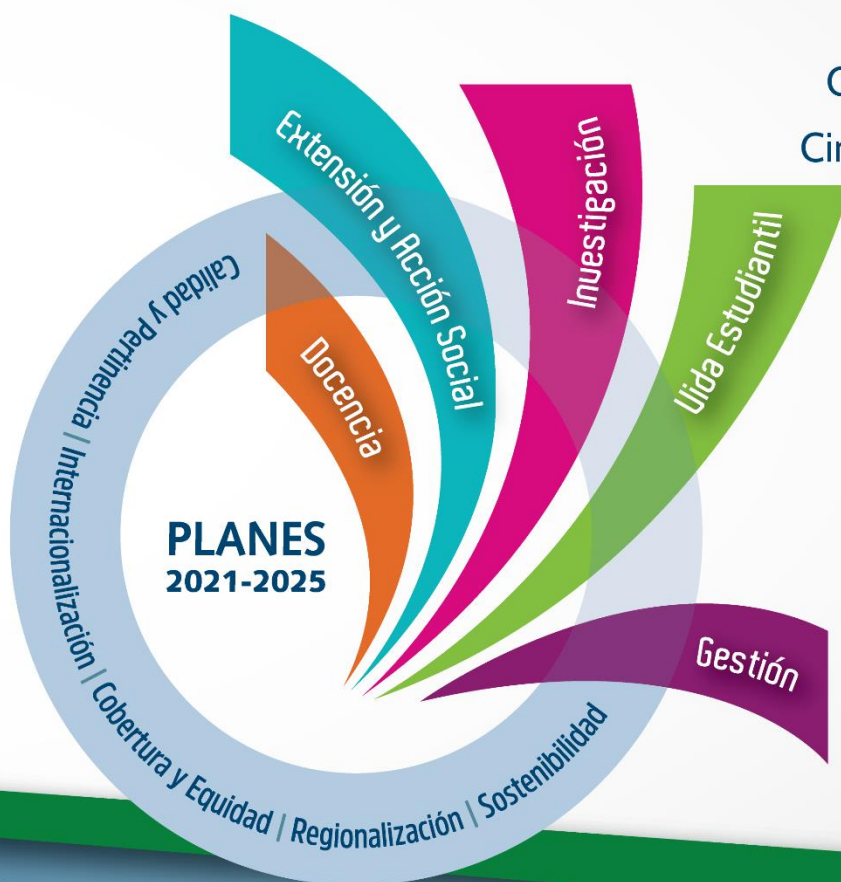 Extensión y Acción Social
Investigación
Vida Estudiantil
Docencia
Gestión
PLANES
2021-2025
Calidad y Pertinencia | Internacionalización | Cobertura y Equidad | Regionalización | Sostenibilidad